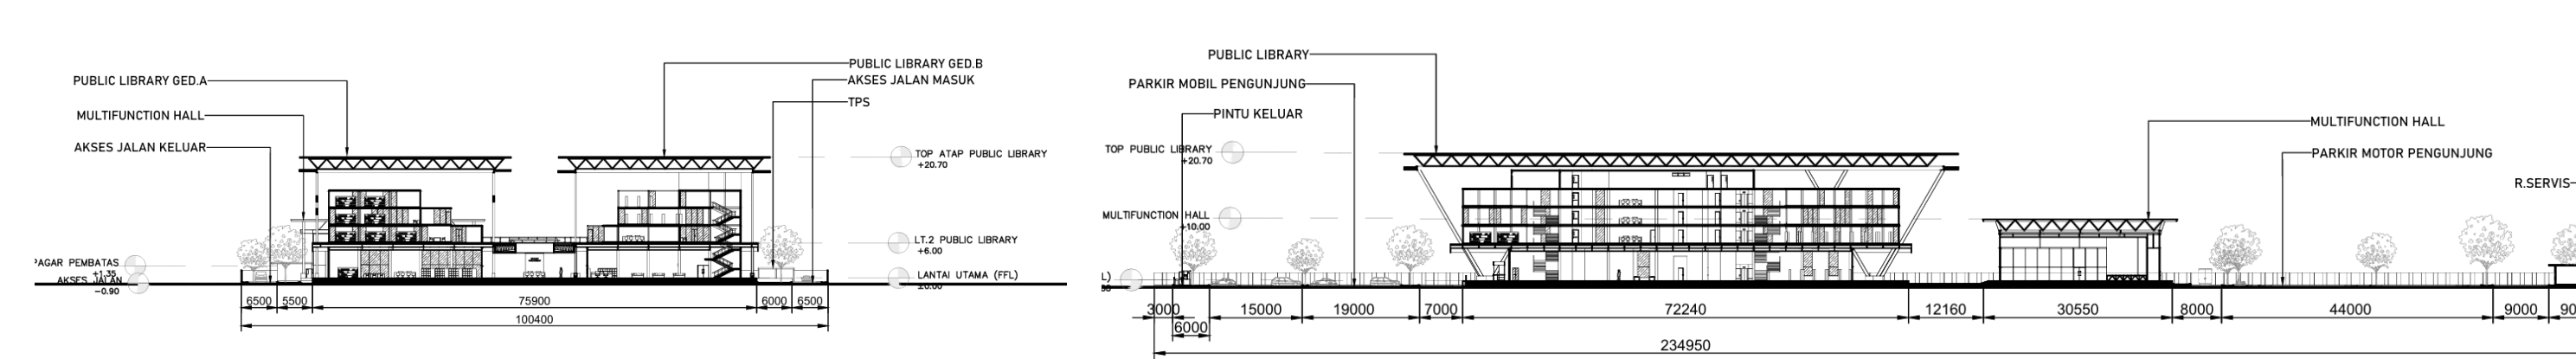 PUBLIC LIBRARY GED.A
MULTIFUNCTION HALL
AKSES JALAN KELUAR
PUBLIC LIBRARY GED.B
AKSES JALAN MASUK
TPS
TOP ATAP PUBLIC LIBRARY
+20.70
LT.2 PUBLIC LIBRARY
+6.00
LANTAI UTAMA (FFL)
±0.00
PAGAR PEMBATAS
+1.35
AKSES JALAN
-0.90
6500 5500 75900 6000 6500
100400
PUBLIC LIBRARY
PARKIR MOBIL PENGUNJUNG
PINTU KELUAR
TOP PUBLIC LIBRARY
+20.70
MULTIFUNCTION HALL
+10.00
MULTIFUNCTION HALL
PARKIR MOTOR PENGUNJUNG
R.SERVIS
3000 15000 19000 7000 72240 12160 30550 8000 44000 9000 90
6000
234950